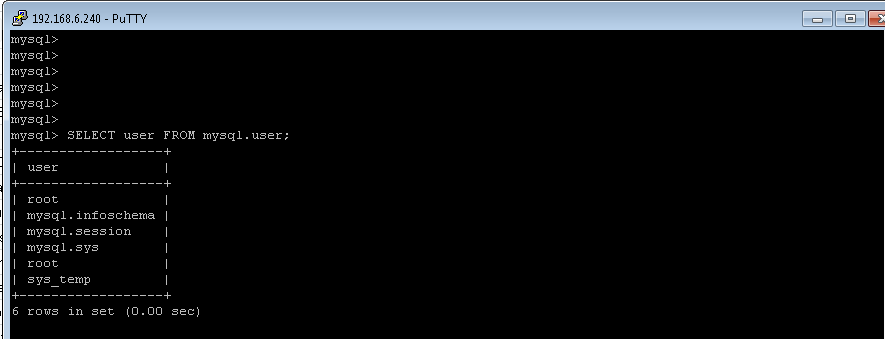 192.168.6.240 - PuTTY
mysql>
mysql>
mysql>
mysql>
mysql>
mysql>
mysql> SELECT user FROM mysql.user;
+------------------+
| user             |
+------------------+
| root             |
| mysql.infoschema |
| mysql.session    |
| mysql.sys        |
| root             |
| sys_temp         |
+------------------+
6 rows in set (0.00 sec)